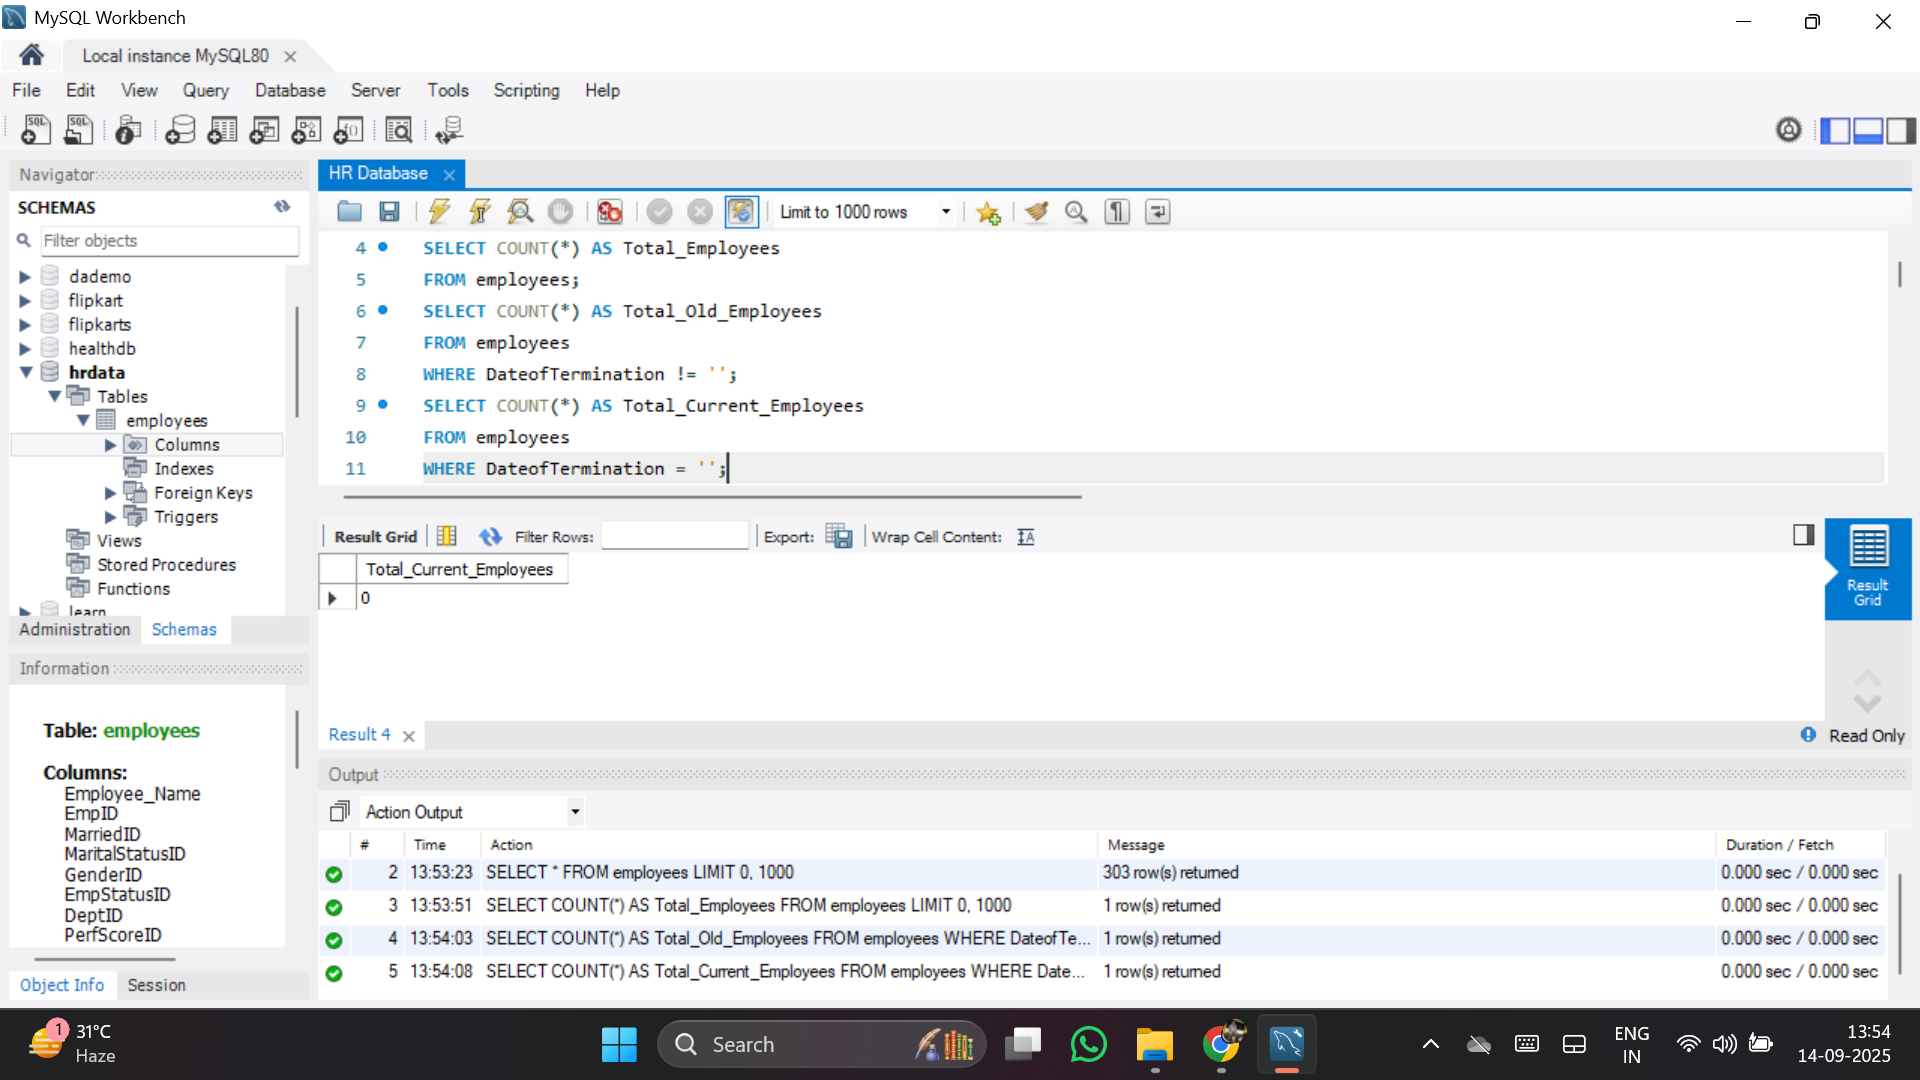 MySQL Workbench
Local instance MySQL80
File Edit View Query Database Server Tools Scripting Help
Navigator
SCHEMAS
Filter objects
dademo
flipkart
flipkarts
healthdb
hrdata
Tables
employees
Columns
Indexes
Foreign Keys
Triggers
Views
Stored Procedures
Functions
learn
Administration Schemas
Information
Table: employees
Columns:
Employee_Name
EmpID
MarriedID
MaritalStatusID
GenderID
EmpStatusID
DeptID
PerfScoreID
Object Info Session
HR Database
Limit to 1000 rows
4 SELECT COUNT(*) AS Total_Employees
5 FROM employees;
6 SELECT COUNT(*) AS Total_Old_Employees
7 FROM employees
8 WHERE DateofTermination != '';
9 SELECT COUNT(*) AS Total_Current_Employees
10 FROM employees
11 WHERE DateofTermination = '';
Result Grid Filter Rows: Export: Wrap Cell Content:
Total_Current_Employees
0
Result
Grid
Result 4
Read Only
Output
Action Output
# Time Action Message Duration / Fetch
2 13:53:23 SELECT * FROM employees LIMIT 0, 1000 303 row(s) returned 0.000 sec / 0.000 sec
3 13:53:51 SELECT COUNT(*) AS Total_Employees FROM employees LIMIT 0, 1000 1 row(s) returned 0.000 sec / 0.000 sec
4 13:54:03 SELECT COUNT(*) AS Total_Old_Employees FROM employees WHERE DateofTe... 1 row(s) returned 0.000 sec / 0.000 sec
5 13:54:08 SELECT COUNT(*) AS Total_Current_Employees FROM employees WHERE Date... 1 row(s) returned 0.000 sec / 0.000 sec
1
31°C
Haze
Search
ENG
IN
13:54
14-09-2025